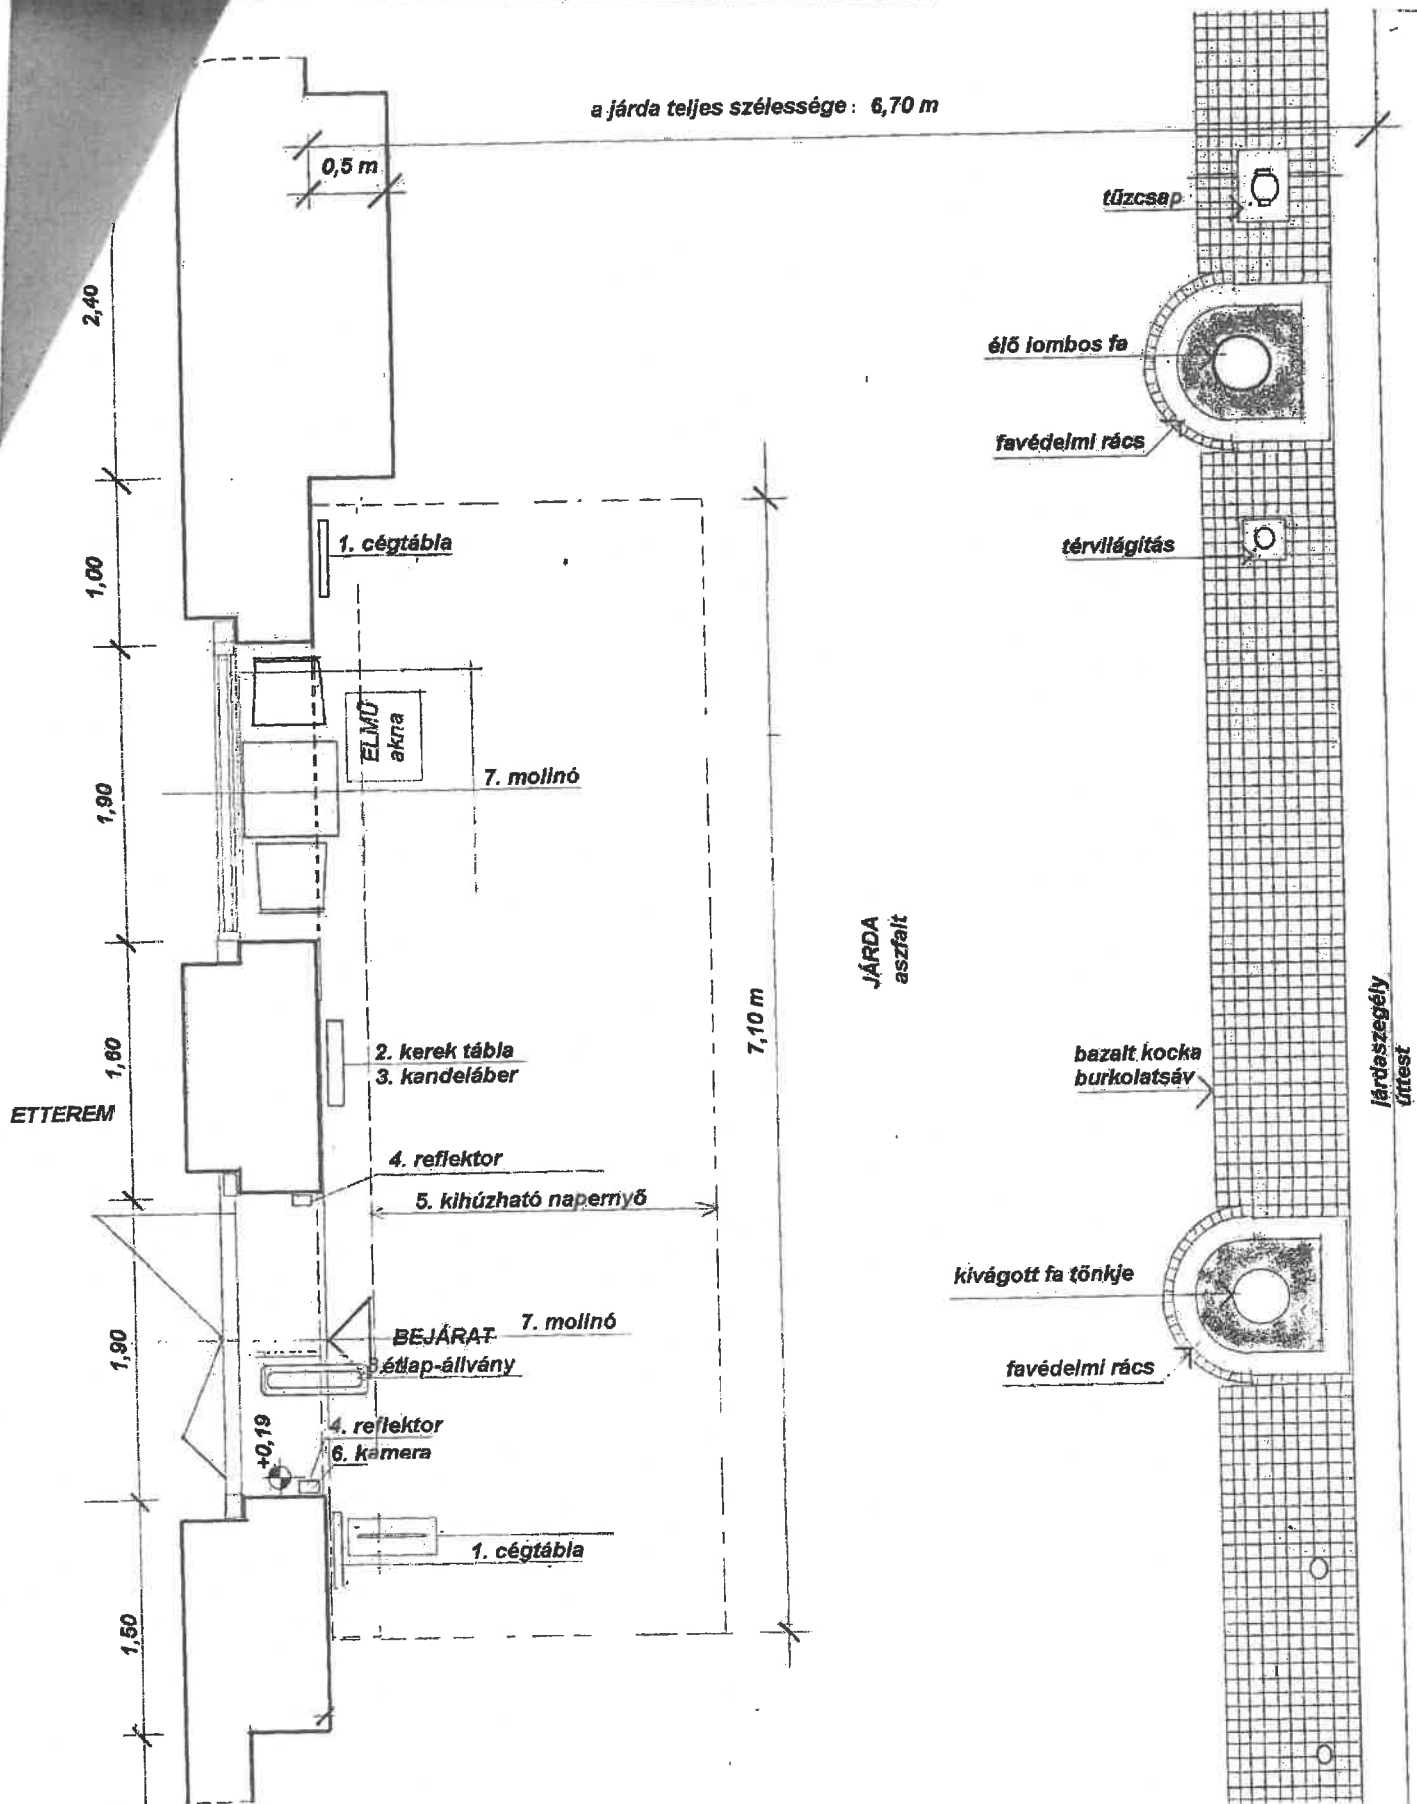 a járda teljes szélessége : 6,70 m
0,5 m
tűzcsap
2,40
élő lombos fa
favédelmi rács
1. cégtábla
térvilágítás
1,00
ELMŰ
akna
7. molinó
1,90
JÁRDA
aszfalt
7,10 m
2. kerek tábla
3. kandeláber
1,60
bazalt kocka
burkolatsáv
járdaszegély
úttest
ETTEREM
4. reflektor
5. kihúzható napernyő
kivágott fa tönkje
7. molinó
BEJÁRAT
étlap-állvány
1,90
favédelmi rács
+0,19
4. reflektor
6. kamera
1. cégtábla
1,50